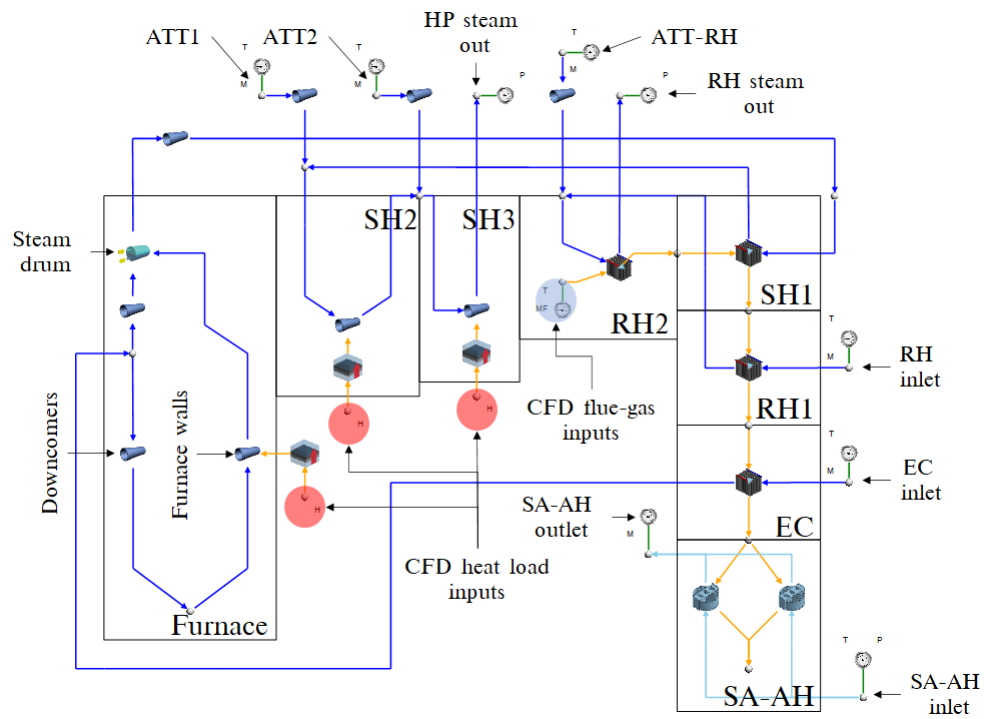 HP steam
out
ATT1
ATT2
ATT-RH
RH steam
out
T
M
T
M
P
T
M
P
Steam
drum
SH2
SH3
T
MF
RH2
SH1
T
M
RH
inlet
CFD flue-gas
inputs
RH1
H
H
Downcomers
Furnace walls
H
T
M
EC
inlet
SA-AH
outlet
M
EC
CFD heat load
inputs
Furnace
T
P
SA-AH
SA-AH
inlet